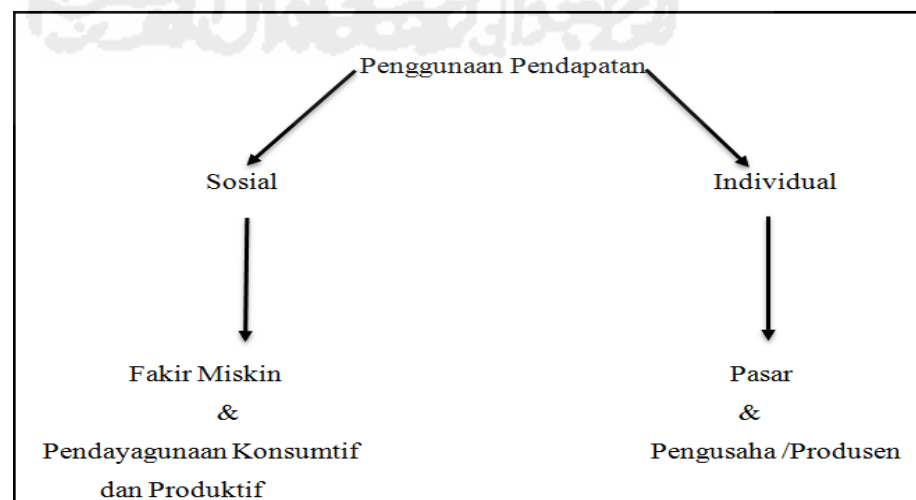 Penggunaan Pendapatan
Sosial
Individual
Fakir Miskin
&
Pendayagunaan Konsumtif
dan Produktif
Pasar
&
Pengusaha /Produsen